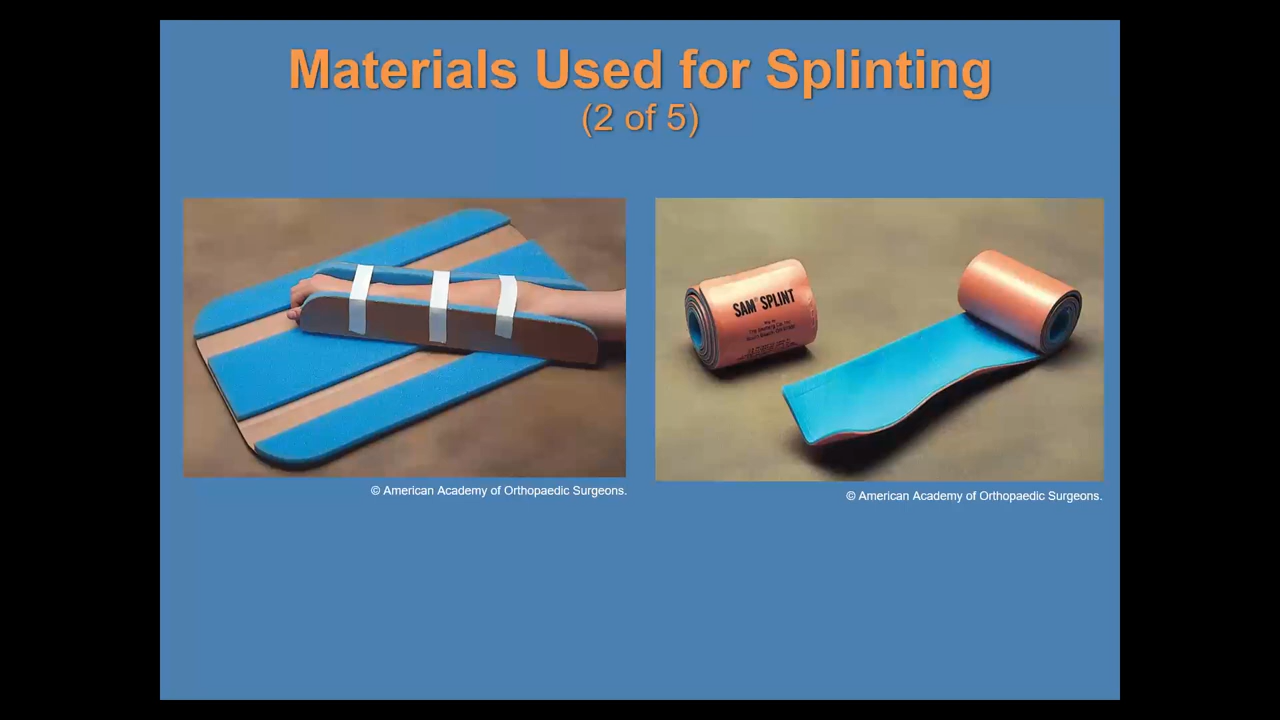 Materials Used for Splinting
(2 of 5)
SAM® SPLINT
© American Academy of Orthopaedic Surgeons.
© American Academy of Orthopaedic Surgeons.